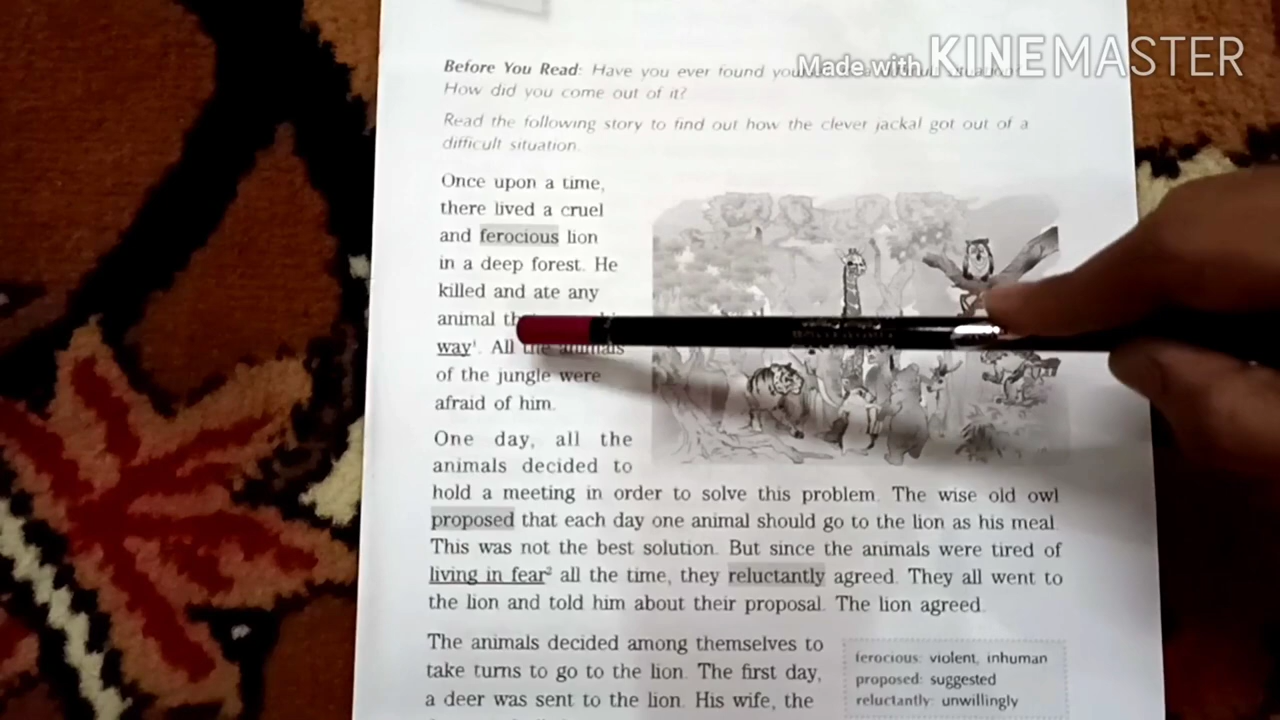 Made with KINEMASTER
Before You Read: Have you ever found
How did you come out of it?
Read the following story to find out how the clever jackal got out of a
difficult situation.
Once upon a time,
there lived a cruel
and ferocious lion
in a deep forest. He
killed and ate any
animal
way¹. All the animals
of the jungle were
afraid of him.
One day, all the
animals decided to
hold a meeting in order to solve this problem. The wise old owl
proposed that each day one animal should go to the lion as his meal.
This was not the best solution. But since the animals were tired of
living in fear² all the time, they reluctantly agreed. They all went to
the lion and told him about their proposal. The lion agreed.
The animals decided among themselves to
take turns to go to the lion. The first day,
a deer was sent to the lion. His wife, the
ferocious: violent, inhuman
proposed: suggested
reluctantly: unwillingly